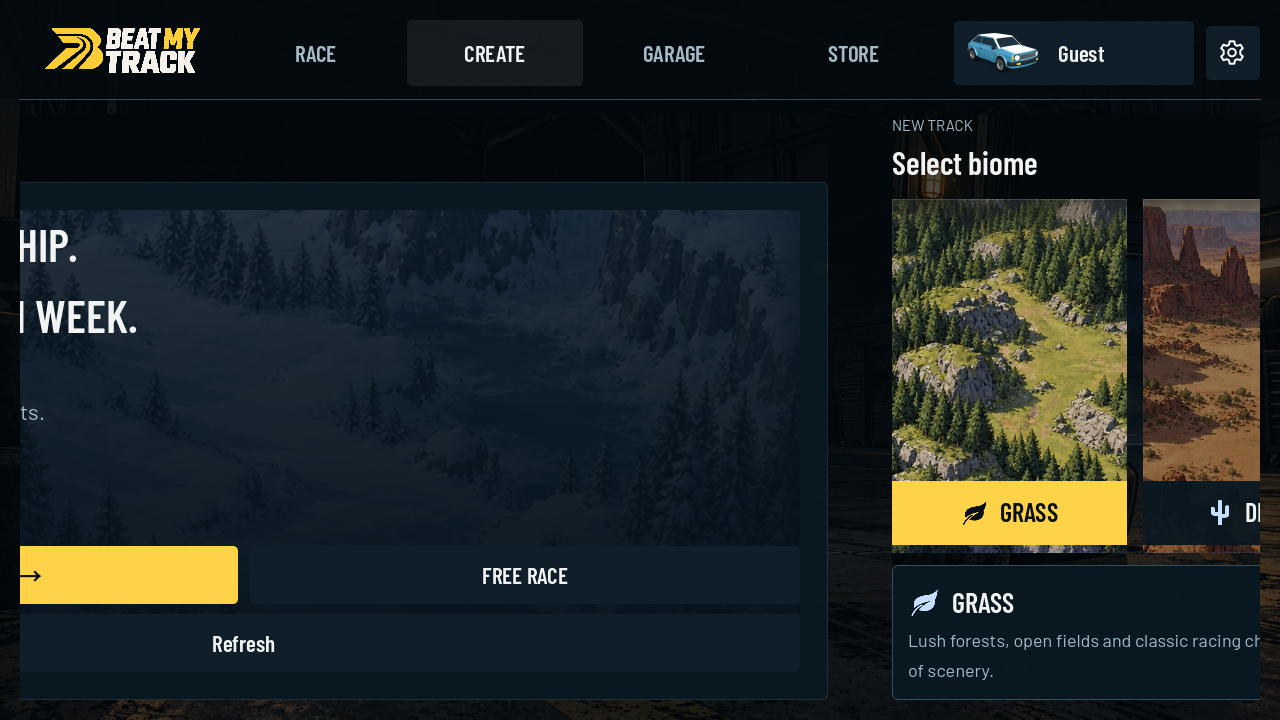 BEAT MY
TRACK
RACE
CREATE
GARAGE
STORE
Guest
HIP.
WEEK.
ts.
→
FREE RACE
Refresh
NEW TRACK
Select biome
GRASS
GRASS
Lush forests, open fields and classic racing
of scenery.